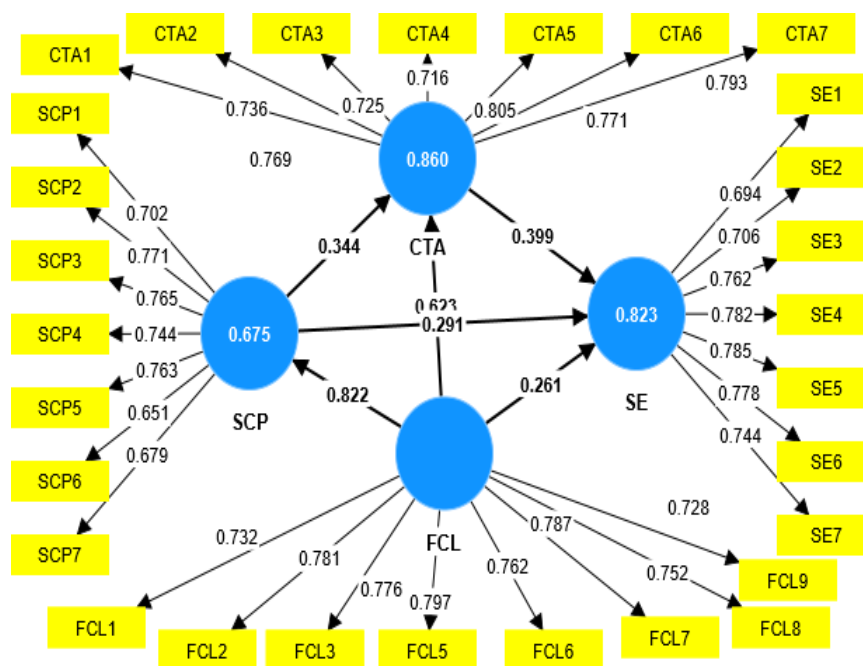 CTA1
CTA2
CTA3
CTA4
CTA5
CTA6
CTA7
SCP1
SCP2
SCP3
SCP4
SCP5
SCP6
SCP7
SE1
SE2
SE3
SE4
SE5
SE6
SE7
FCL1
FCL2
FCL3
FCL5
FCL6
FCL7
FCL8
FCL9
0.736
0.769
0.725
0.716
0.805
0.771
0.793
0.702
0.771
0.765
0.744
0.763
0.651
0.679
0.694
0.706
0.762
0.782
0.785
0.778
0.744
0.732
0.781
0.776
0.797
0.762
0.787
0.752
0.728
0.860
CTA
0.675
SCP
0.823
SE
FCL
0.344
0.399
0.623
0.291
0.822
0.261